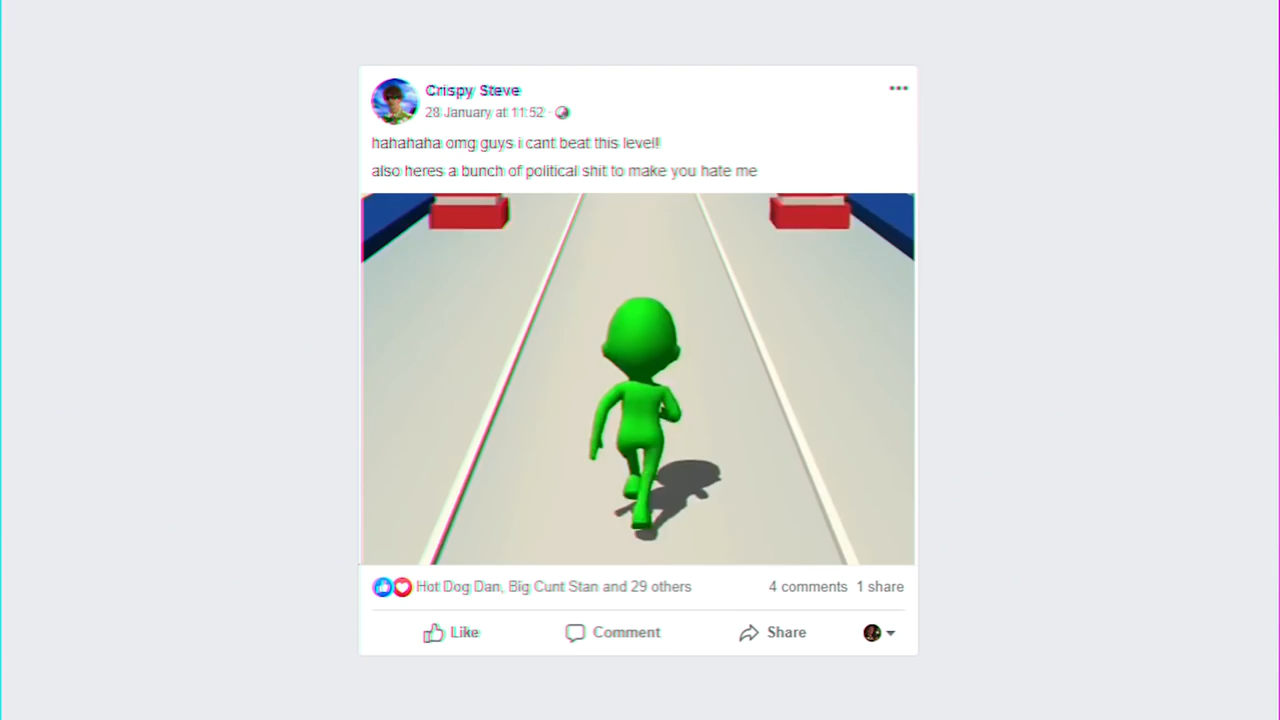 Crispy Steve
28 January at 11:52 ·
hahahaha omg guys i cant beat this level!!
also heres a bunch of political shit to make you hate me
Hot Dog Dan, Big Cunt Stan and 29 others 4 comments 1 share
Like Comment Share